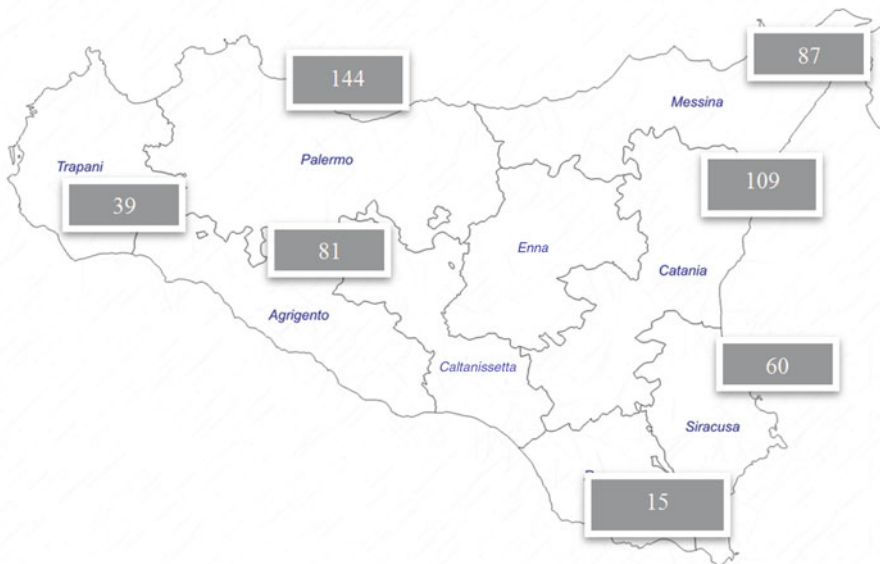 87
144
Messina
Palermo
Trapani
109
39
81
Enna
Catania
Agrigento
Caltanissetta
60
Siracusa
15